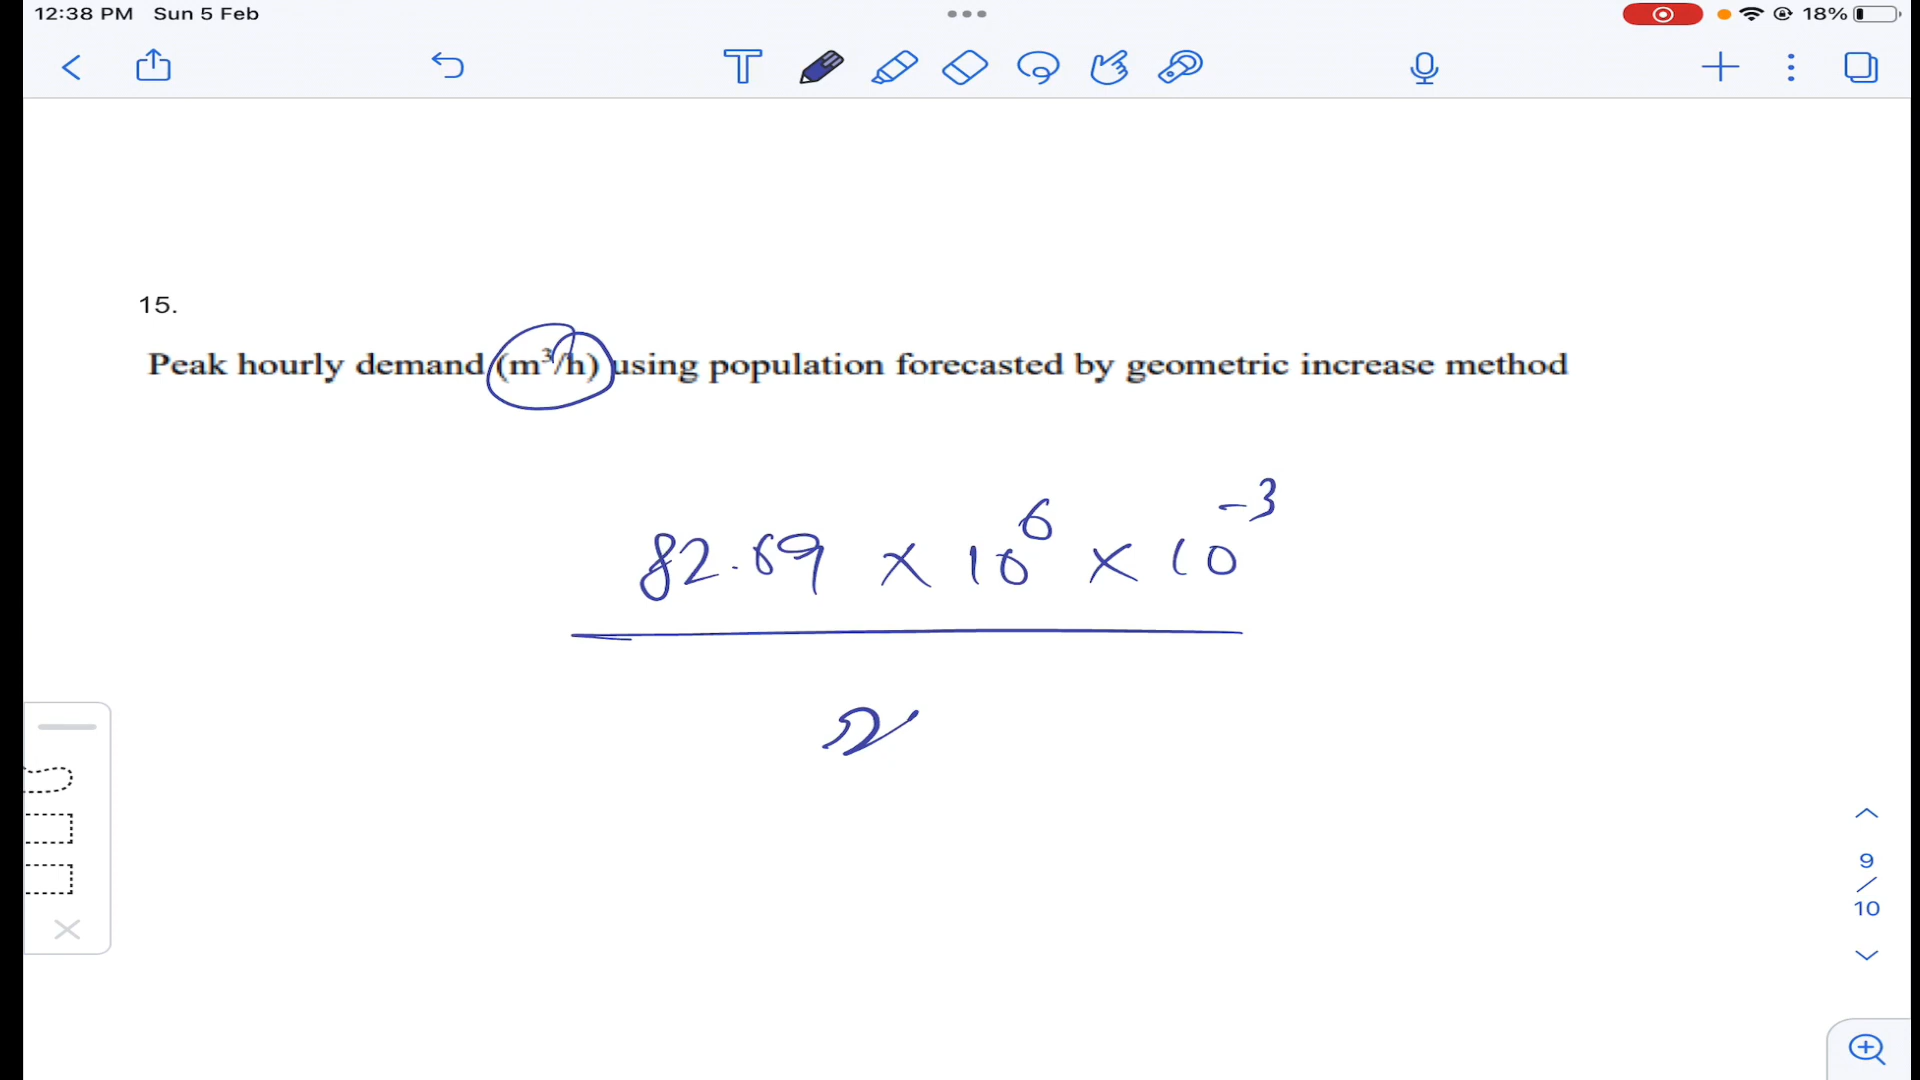 12:38 PM Sun 5 Feb
18%
T
15.
Peak hourly demand (m³/h) using population forecasted by geometric increase method
82.69 × 10⁶ × 10⁻³
9
/
10